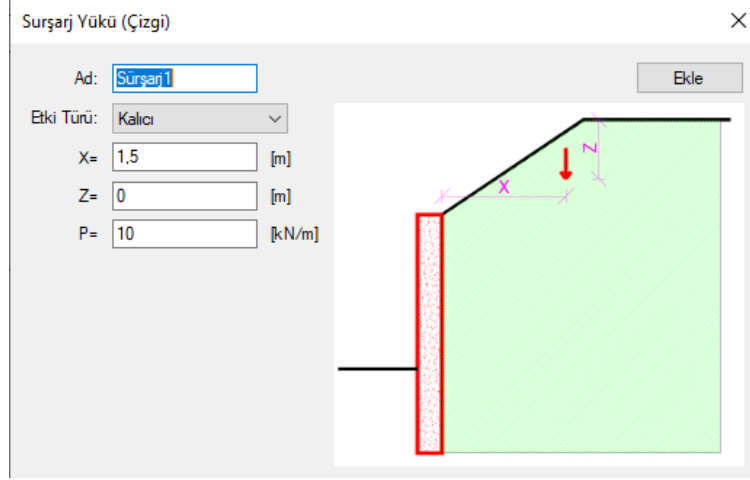 Surşarj Yükü (Çizgi)
Ad: Sürşarj1 Ekle
Etki Türü: Kalıcı
X= 1,5 [m]
Z= 0 [m]
P= 10 [kN/m]
X
Z